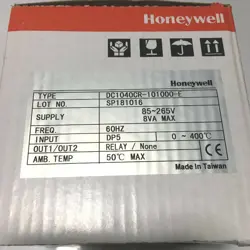 Honeywell
Honeywell
TYPE DC1040CR-101000-E
LOT NO. SP181016
SUPPLY 85-265V
8VA MAX
FREQ. 60HZ
INPUT DP5 0 ~ 400℃
OUT1/OUT2 RELAY / None
AMB. TEMP 50℃ MAX
Made In Taiwan